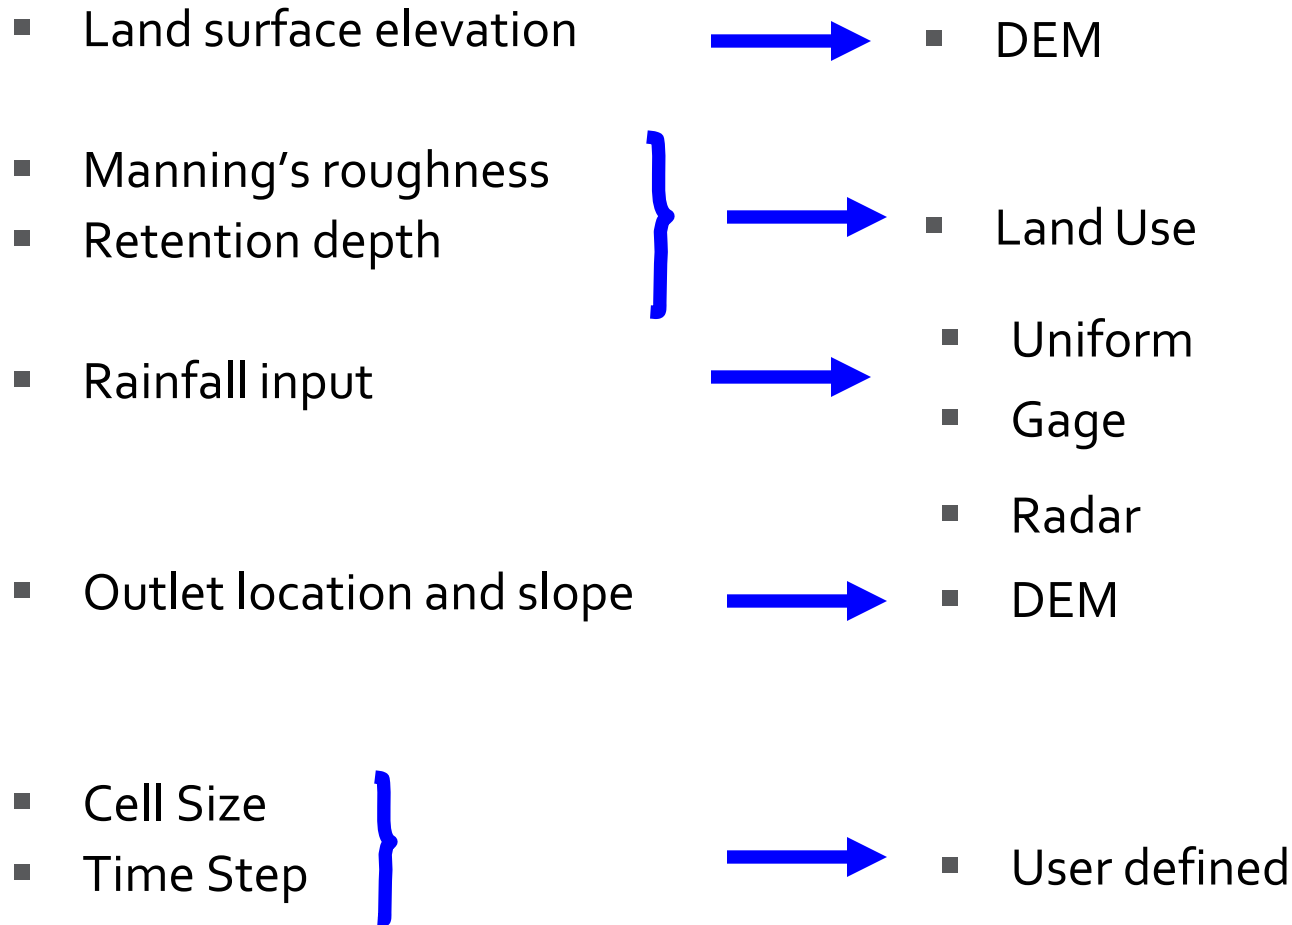 Land surface elevation
DEM
Manning’s roughness
Retention depth
Land Use
Rainfall input
Uniform
Gage
Radar
Outlet location and slope
DEM
Cell Size
Time Step
User defined